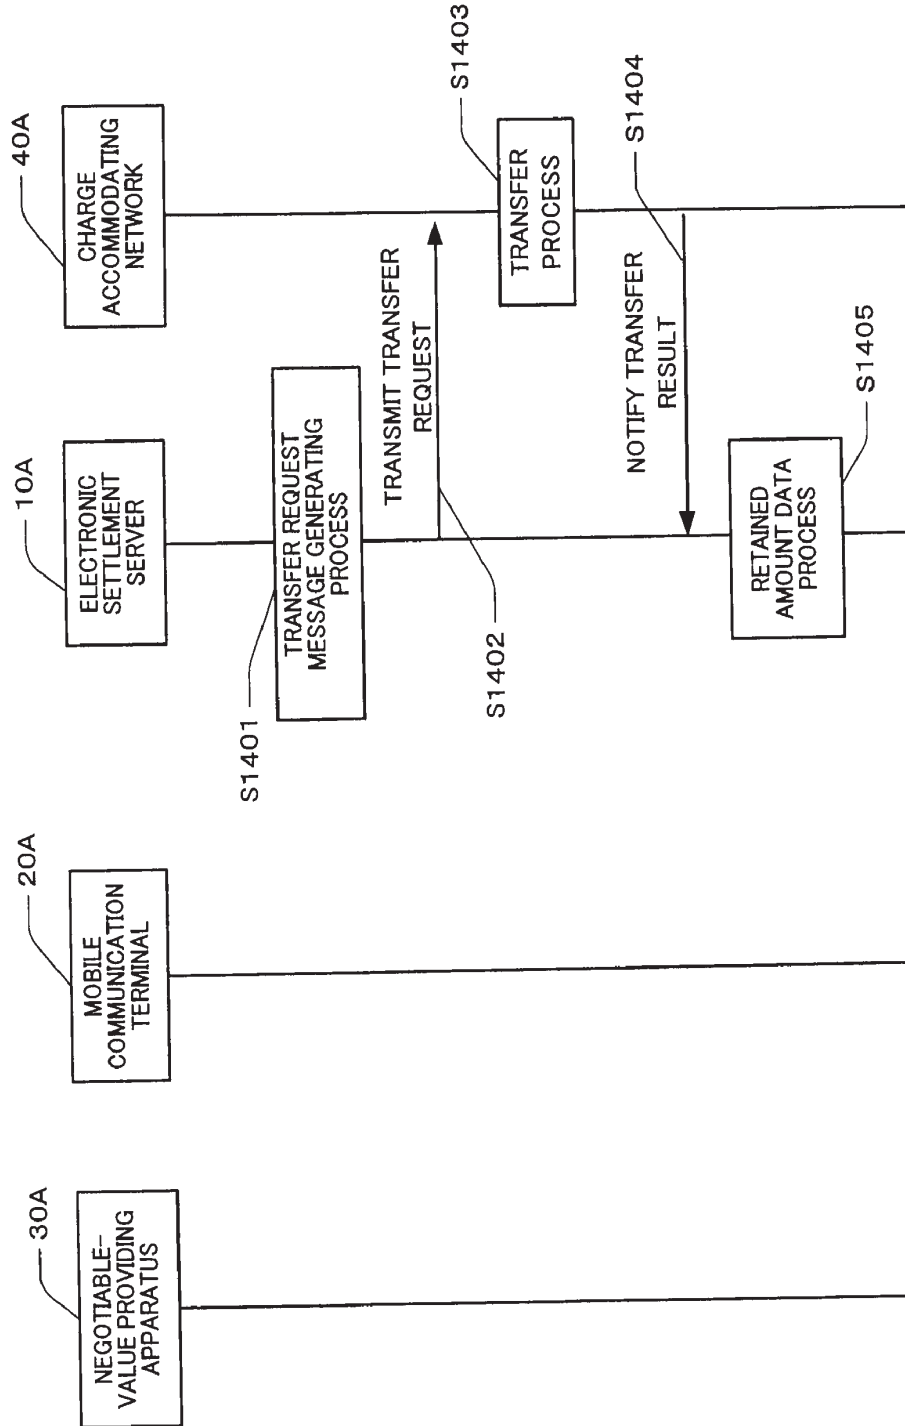 30A
NEGOTIABLE-
VALUE PROVIDING
APPARATUS
20A
MOBILE
COMMUNICATION
TERMINAL
10A
ELECTRONIC
SETTLEMENT
SERVER
40A
CHARGE
ACCOMMODATING
NETWORK
S1401
TRANSFER REQUEST
MESSAGE GENERATING
PROCESS
TRANSMIT TRANSFER
REQUEST
S1402
S1403
TRANSFER
PROCESS
S1404
NOTIFY TRANSFER
RESULT
RETAINED
AMOUNT DATA
PROCESS
S1405